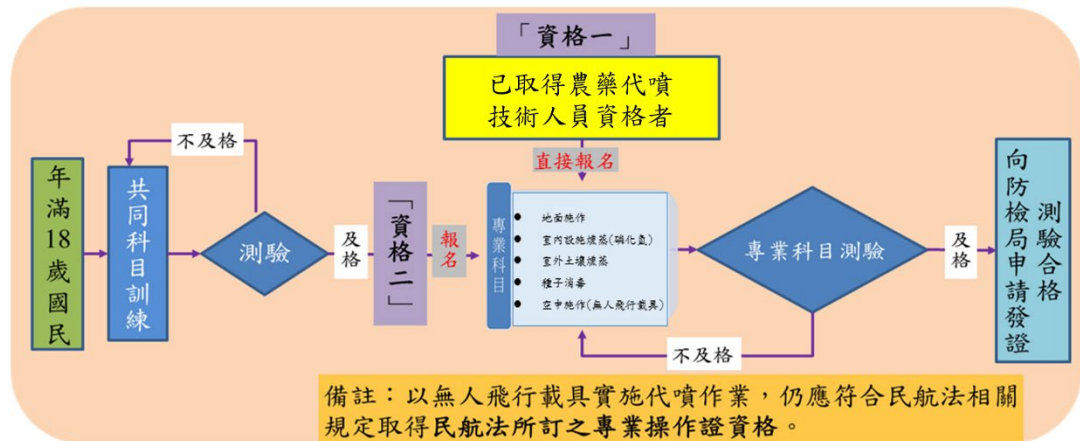 「資格一」
已取得農藥代噴
技術人員資格者
直接報名
不及格
年滿18歲國民
共同科目訓練
測驗
及格
「資格二」
報名
專業科目
地面施作
室內設施燻蒸(磷化氫)
室外土壤燻蒸
種子消毒
空中施作(無人飛行載具)
專業科目測驗
不及格
及格
測驗合格
向防檢局申請發證
備註：以無人飛行載具實施代噴作業，仍應符合民航法相關
規定取得民航法所訂之專業操作證資格。